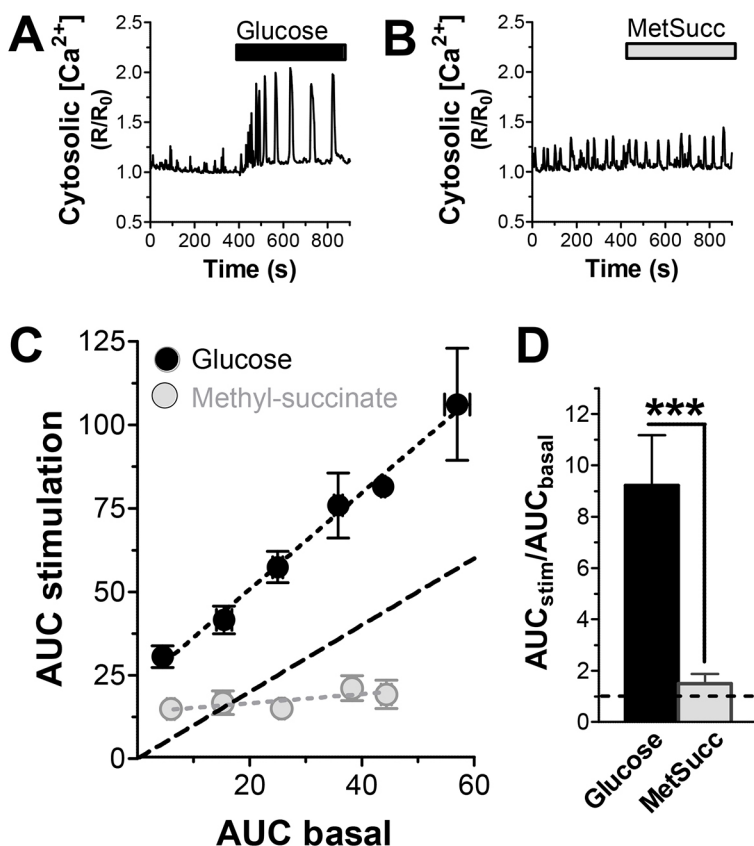 A
Glucose
Cytosolic [Ca2+]
(R/R0)
2.5
2.0
1.5
1.0
0.5
0 200 400 600 800
Time (s)
B
MetSucc
Cytosolic [Ca2+]
(R/R0)
2.5
2.0
1.5
1.0
0.5
0 200 400 600 800
Time (s)
C
Glucose
Methyl-succinate
AUC stimulation
125
100
75
50
25
0
20 40 60
AUC basal
D
***
AUCstim/AUCbasal
12
10
8
6
4
2
0
Glucose
MetSucc